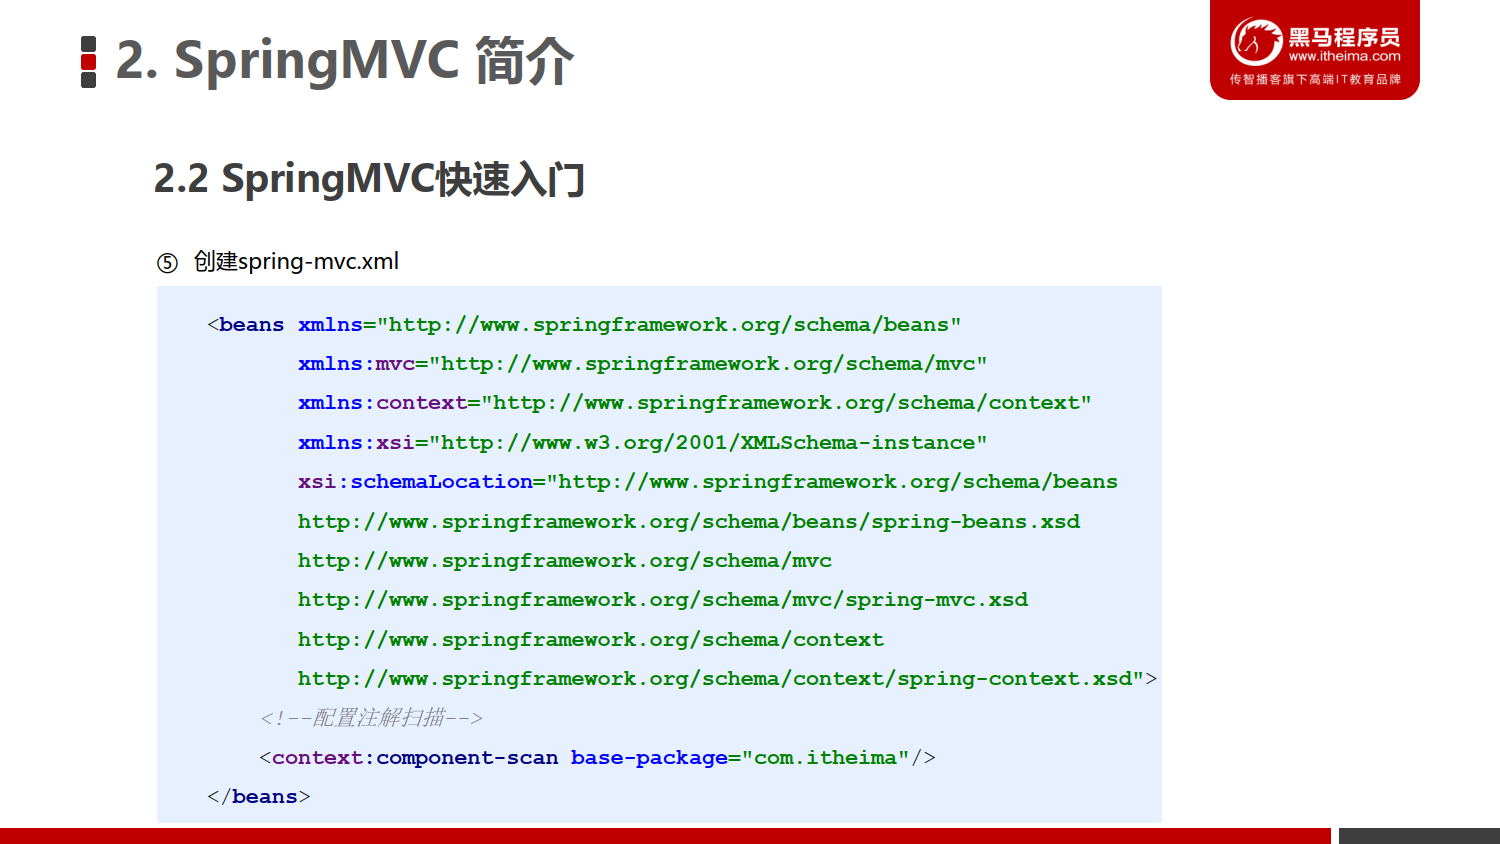 2. SpringMVC 简介
黑马程序员
www.itheima.com
传智播客旗下高端IT教育品牌
2.2 SpringMVC快速入门
⑤ 创建spring-mvc.xml
<beans xmlns="http://www.springframework.org/schema/beans"
xmlns:mvc="http://www.springframework.org/schema/mvc"
xmlns:context="http://www.springframework.org/schema/context"
xmlns:xsi="http://www.w3.org/2001/XMLSchema-instance"
xsi:schemaLocation="http://www.springframework.org/schema/beans
http://www.springframework.org/schema/beans/spring-beans.xsd
http://www.springframework.org/schema/mvc
http://www.springframework.org/schema/mvc/spring-mvc.xsd
http://www.springframework.org/schema/context
http://www.springframework.org/schema/context/spring-context.xsd">
<!--配置注解扫描-->
<context:component-scan base-package="com.itheima"/>
</beans>